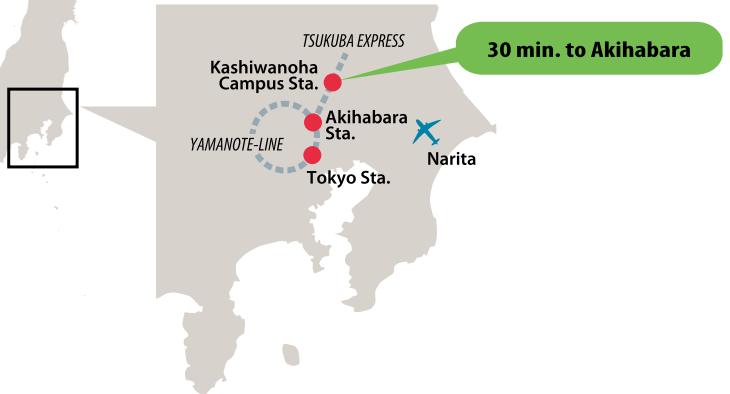 TSUKUBA EXPRESS
30 min. to Akihabara
Kashiwanoha
Campus Sta.
Akihabara
Sta.
YAMANOTE-LINE
Narita
Tokyo Sta.